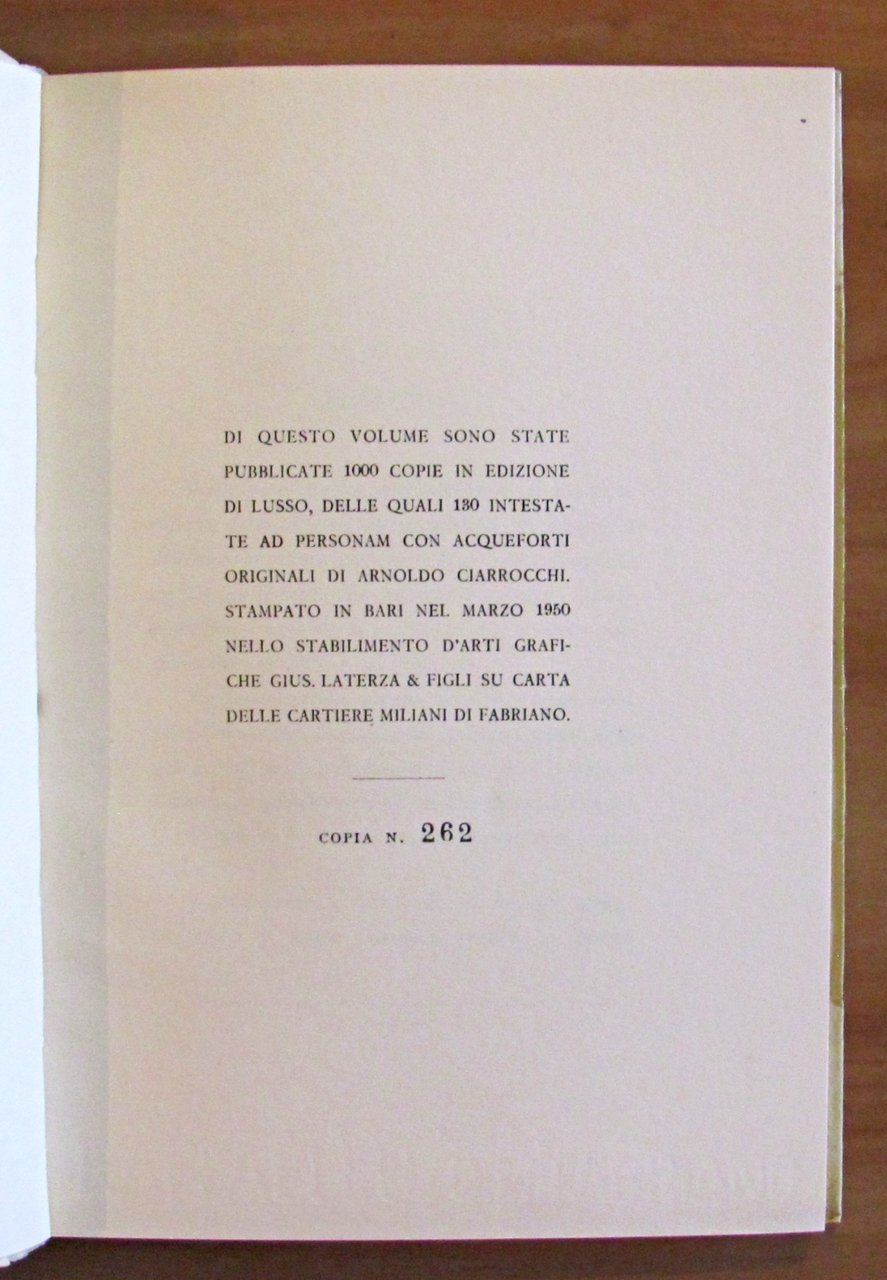 DI QUESTO VOLUME SONO STATE
PUBBLICATE 1000 COPIE IN EDIZIONE
DI LUSSO, DELLE QUALI 130 INTESTA-
TE AD PERSONAM CON ACQUEFORTI
ORIGINALI DI ARNOLDO CIARROCCHI.
STAMPATO IN BARI NEL MARZO 1950
NELLO STABILIMENTO D'ARTI GRAFI-
CHE GIUS. LATERZA & FIGLI SU CARTA
DELLE CARTIERE MILIANI DI FABRIANO.
COPIA N. 262